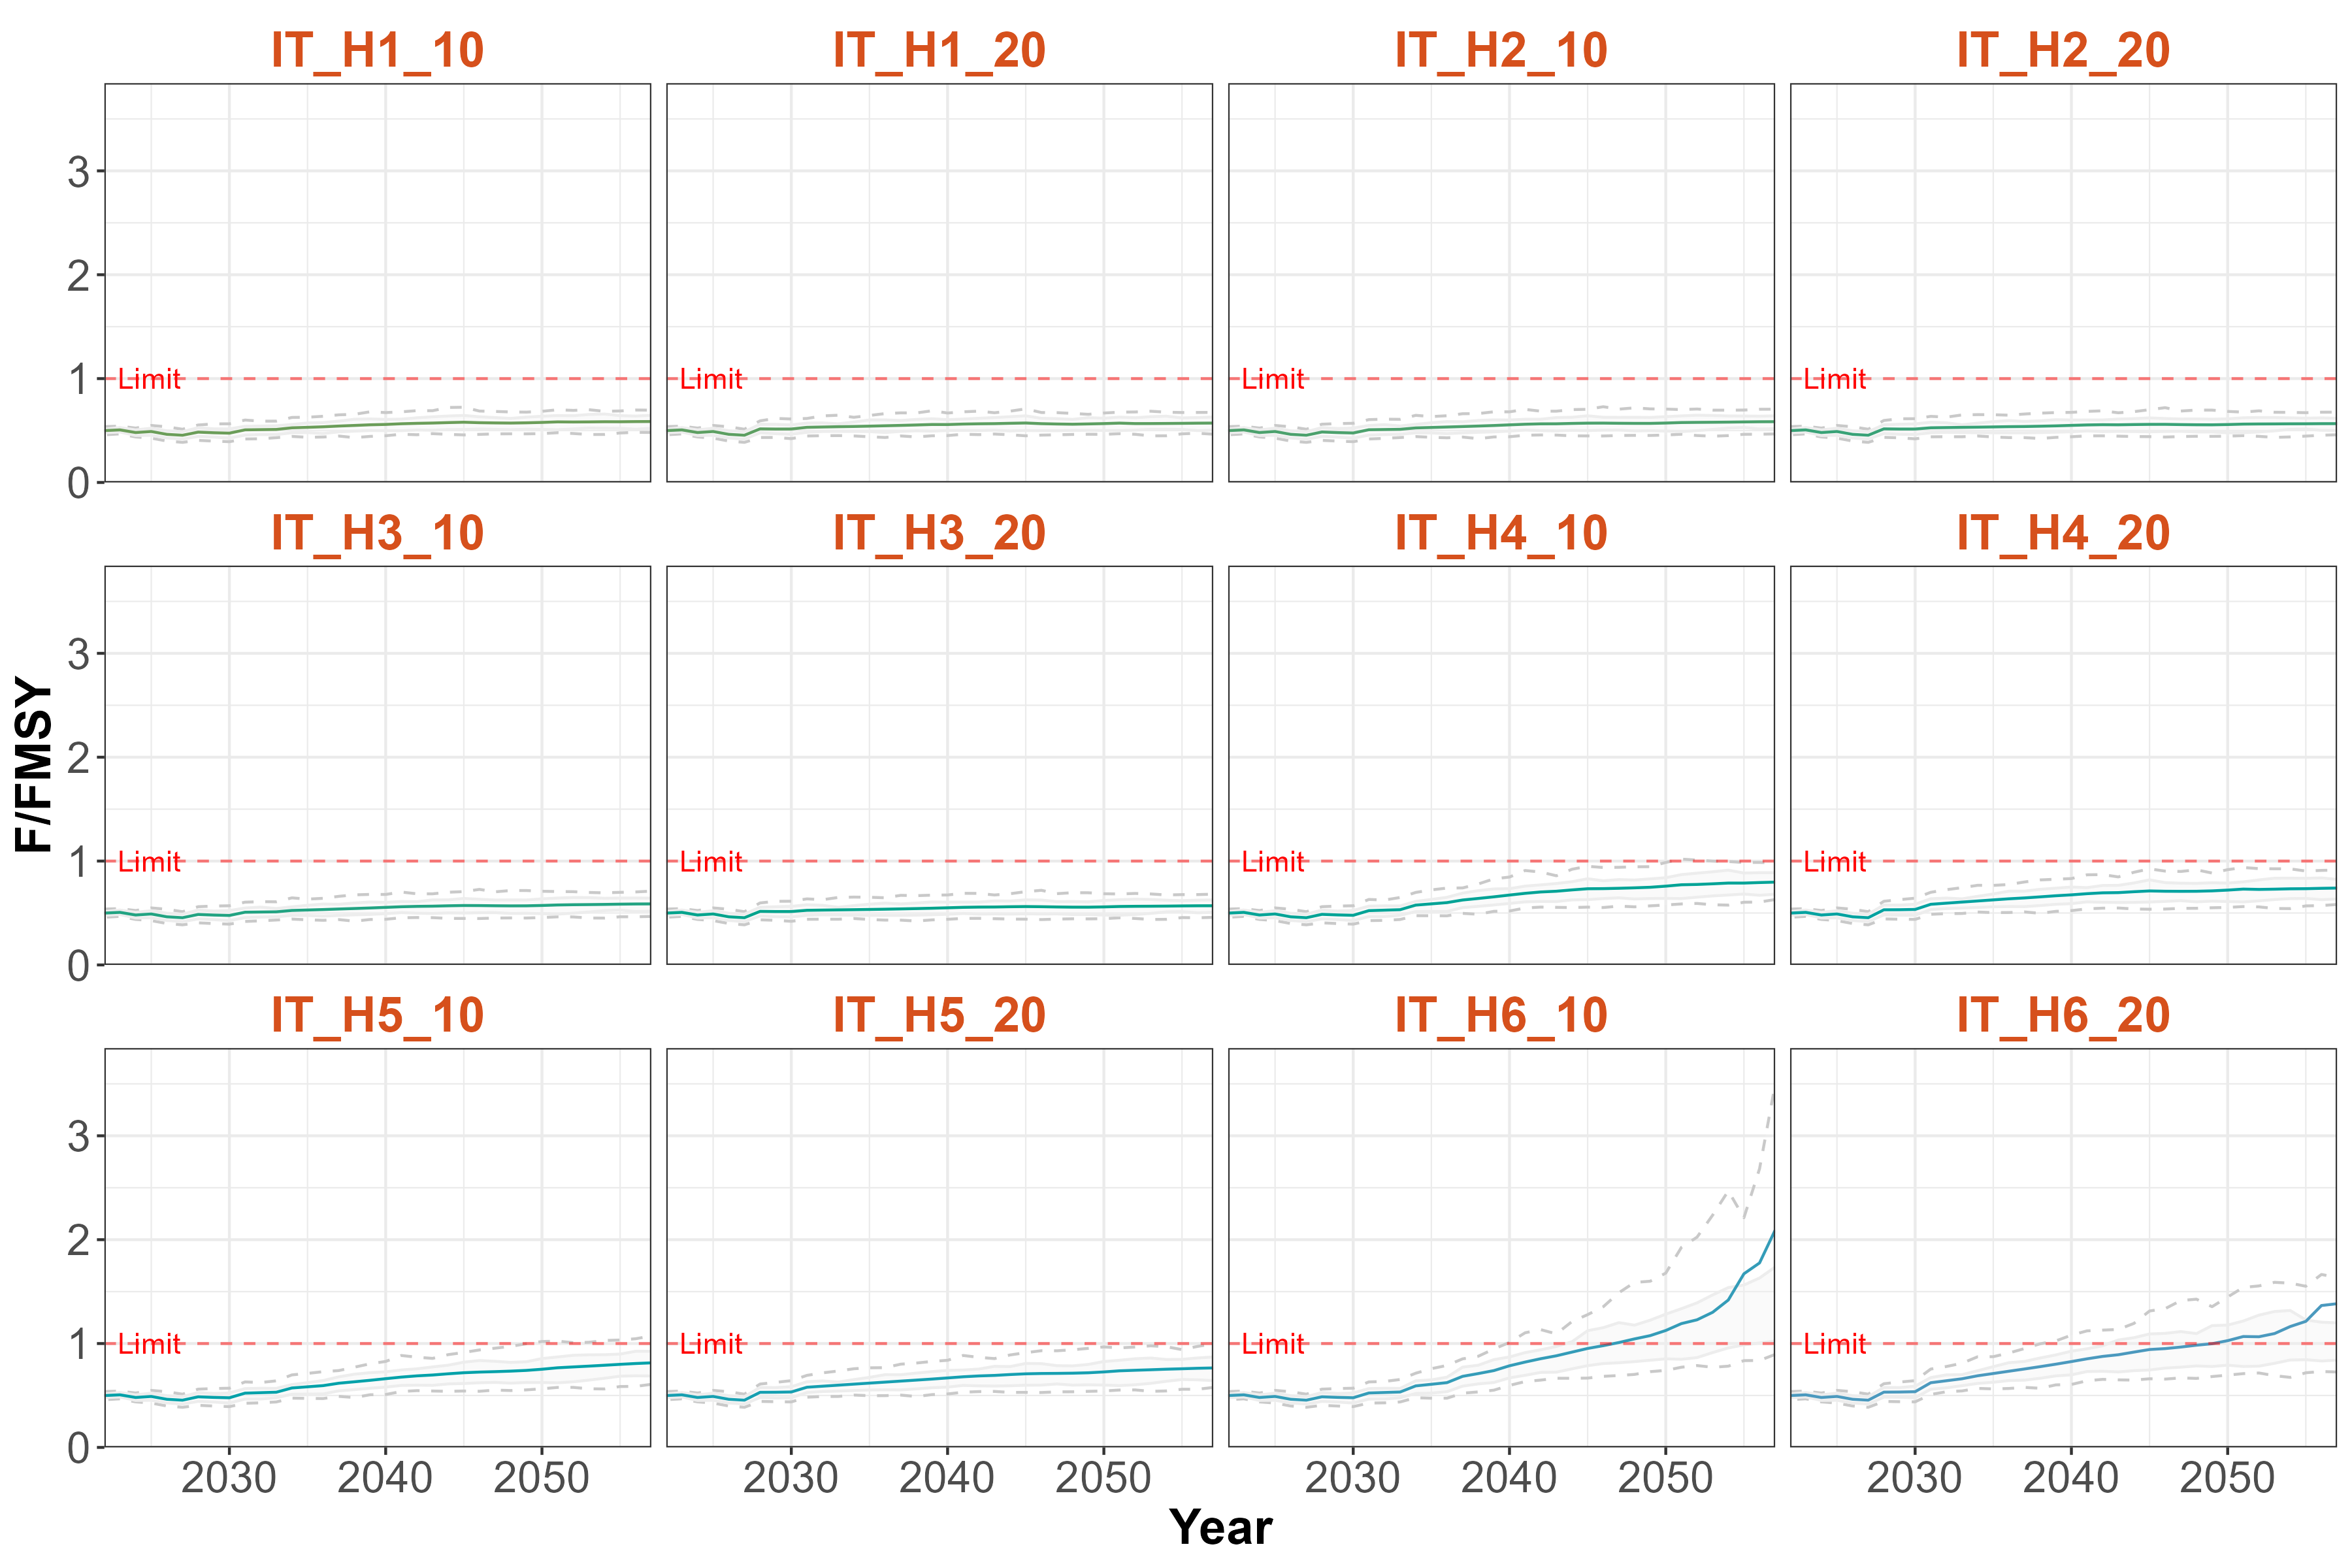 IT_H1_10 IT_H1_20 IT_H2_10 IT_H2_20
3
2
1
0
Limit Limit Limit Limit
IT_H3_10 IT_H3_20 IT_H4_10 IT_H4_20
3
2
1
0
Limit Limit Limit Limit
F/FMSY
IT_H5_10 IT_H5_20 IT_H6_10 IT_H6_20
3
2
1
0
Limit Limit Limit Limit
2030 2040 2050 2030 2040 2050 2030 2040 2050 2030 2040 2050
Year